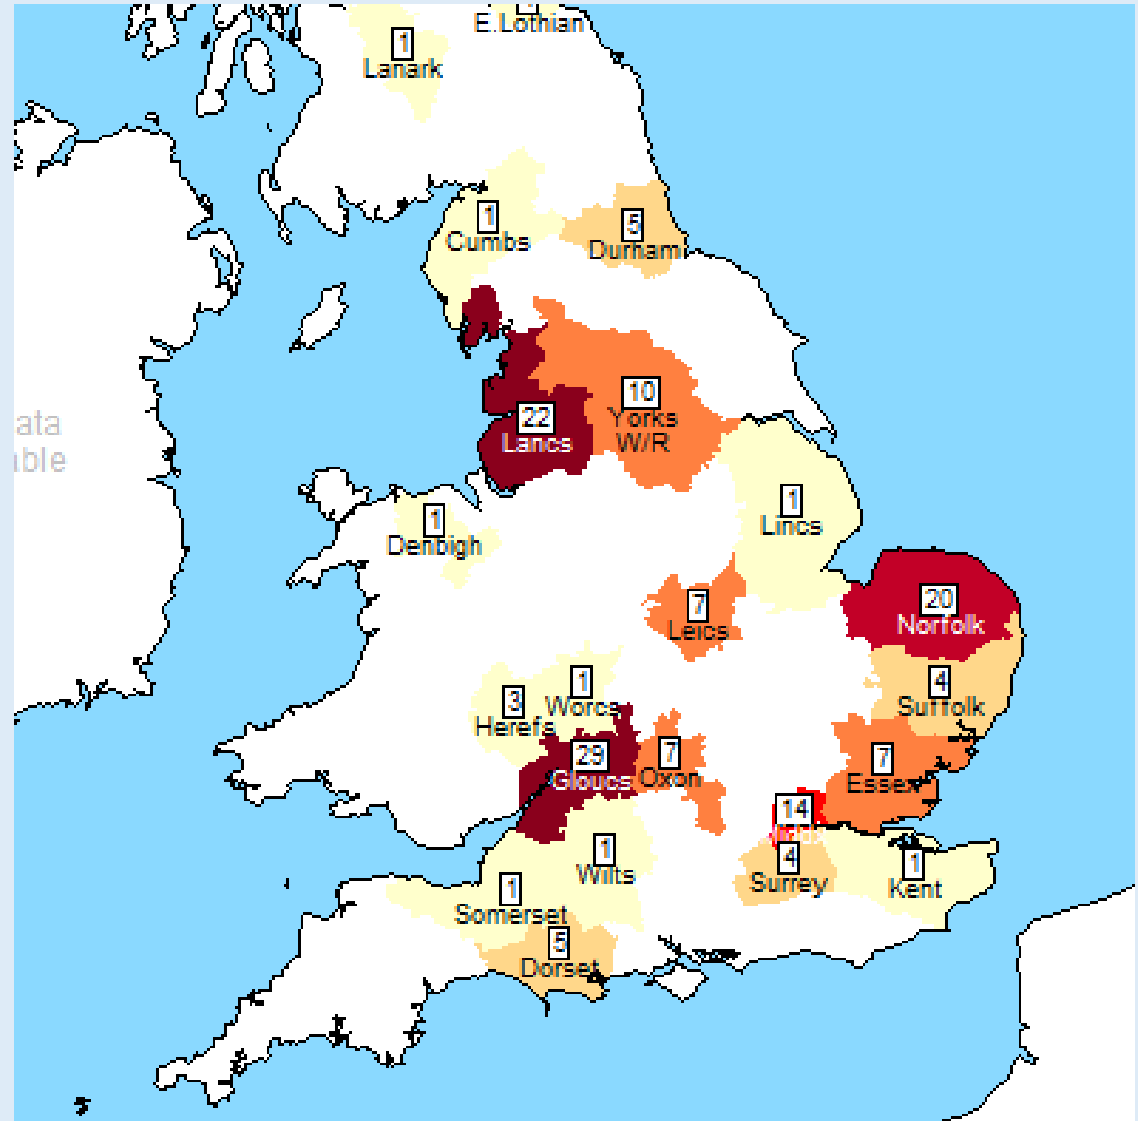 E.Lothian
1
Lanark
1
Cumbs
5
Durham
10
Yorks
W/R
22
Lancs
ata
ible
1
Lincs
1
Denbigh
20
Norfolk
7
Leics
1
Worcs
3
Herefs
4
Suffolk
29
Gloucs
7
Oxon
7
Essex
14
4
Surrey
1
Kent
1
Wilts
1
Somerset
5
Dorset